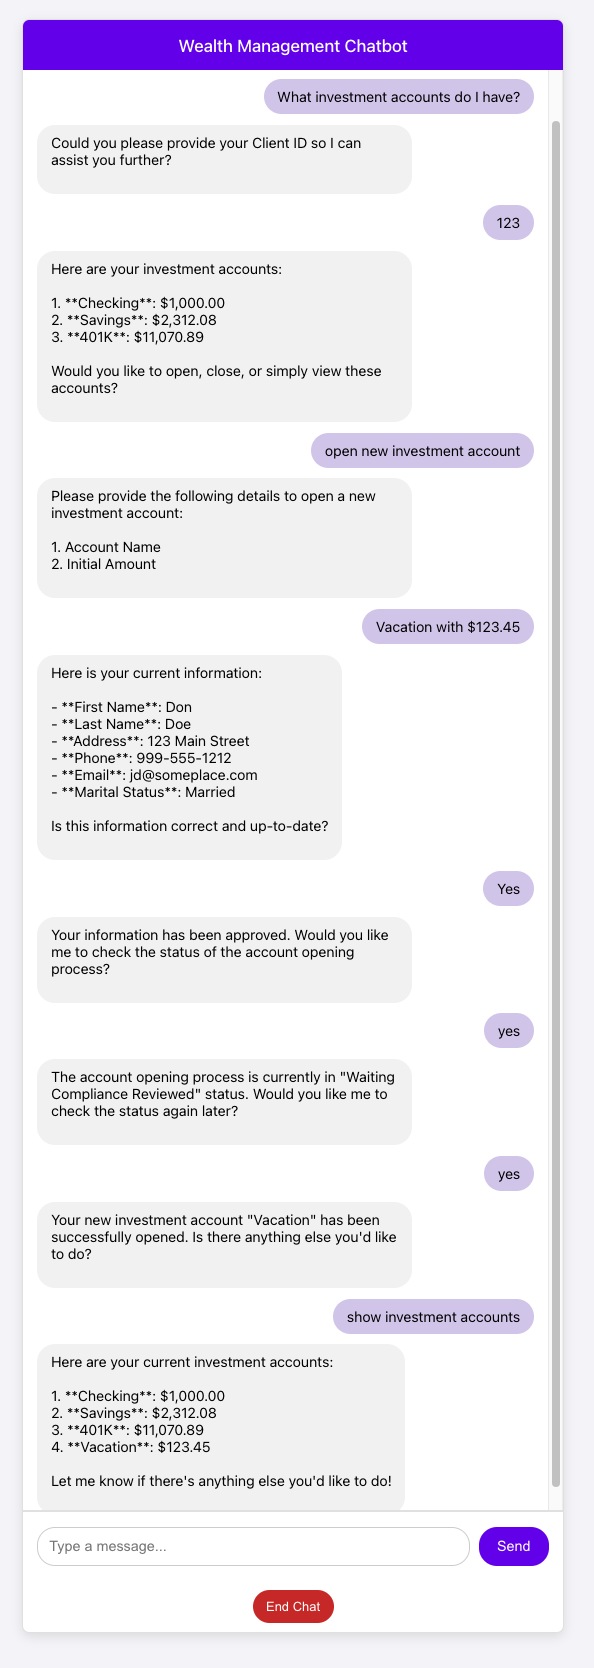 Wealth Management Chatbot
What investment accounts do I have?
Could you please provide your Client ID so I can
assist you further?
123
Here are your investment accounts:
1. **Checking**: $1,000.00
2. **Savings**: $2,312.08
3. **401K**: $11,070.89
Would you like to open, close, or simply view these
accounts?
open new investment account
Please provide the following details to open a new
investment account:
1. Account Name
2. Initial Amount
Vacation with $123.45
Here is your current information:
- **First Name**: Don
- **Last Name**: Doe
- **Address**: 123 Main Street
- **Phone**: 999-555-1212
- **Email**: jd@someplace.com
- **Marital Status**: Married
Is this information correct and up-to-date?
Yes
Your information has been approved. Would you like
me to check the status of the account opening
process?
yes
The account opening process is currently in "Waiting
Compliance Reviewed" status. Would you like me to
check the status again later?
yes
Your new investment account "Vacation" has been
successfully opened. Is there anything else you'd like
to do?
show investment accounts
Here are your current investment accounts:
1. **Checking**: $1,000.00
2. **Savings**: $2,312.08
3. **401K**: $11,070.89
4. **Vacation**: $123.45
Let me know if there's anything else you'd like to do!
Type a message...
Send
End Chat